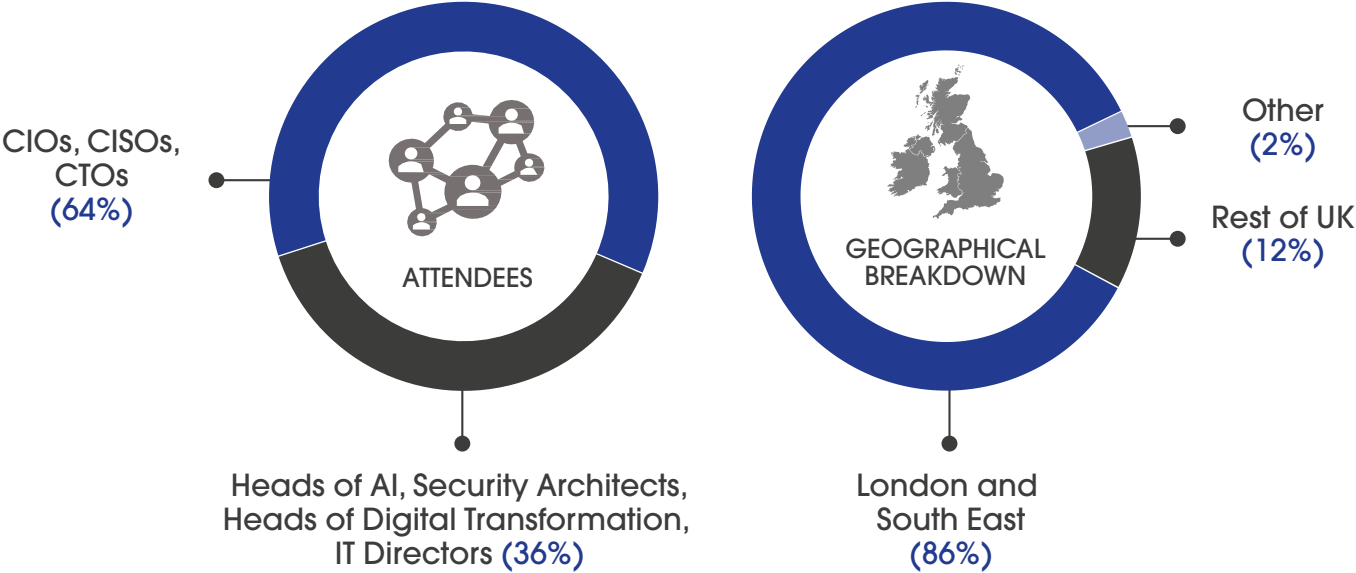 CIOs, CISOs,
CTOs
(64%)
ATTENDEES
Heads of AI, Security Architects,
Heads of Digital Transformation,
IT Directors (36%)
GEOGRAPHICAL
BREAKDOWN
Other
(2%)
Rest of UK
(12%)
London and
South East
(86%)